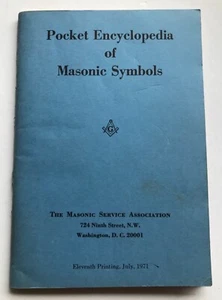 Pocket Encyclopedia
of
Masonic Symbols
G
THE MASONIC SERVICE ASSOCIATION
724 Ninth Street, N.W.
Washington, D. C. 20001
Eleventh Printing, July, 1971